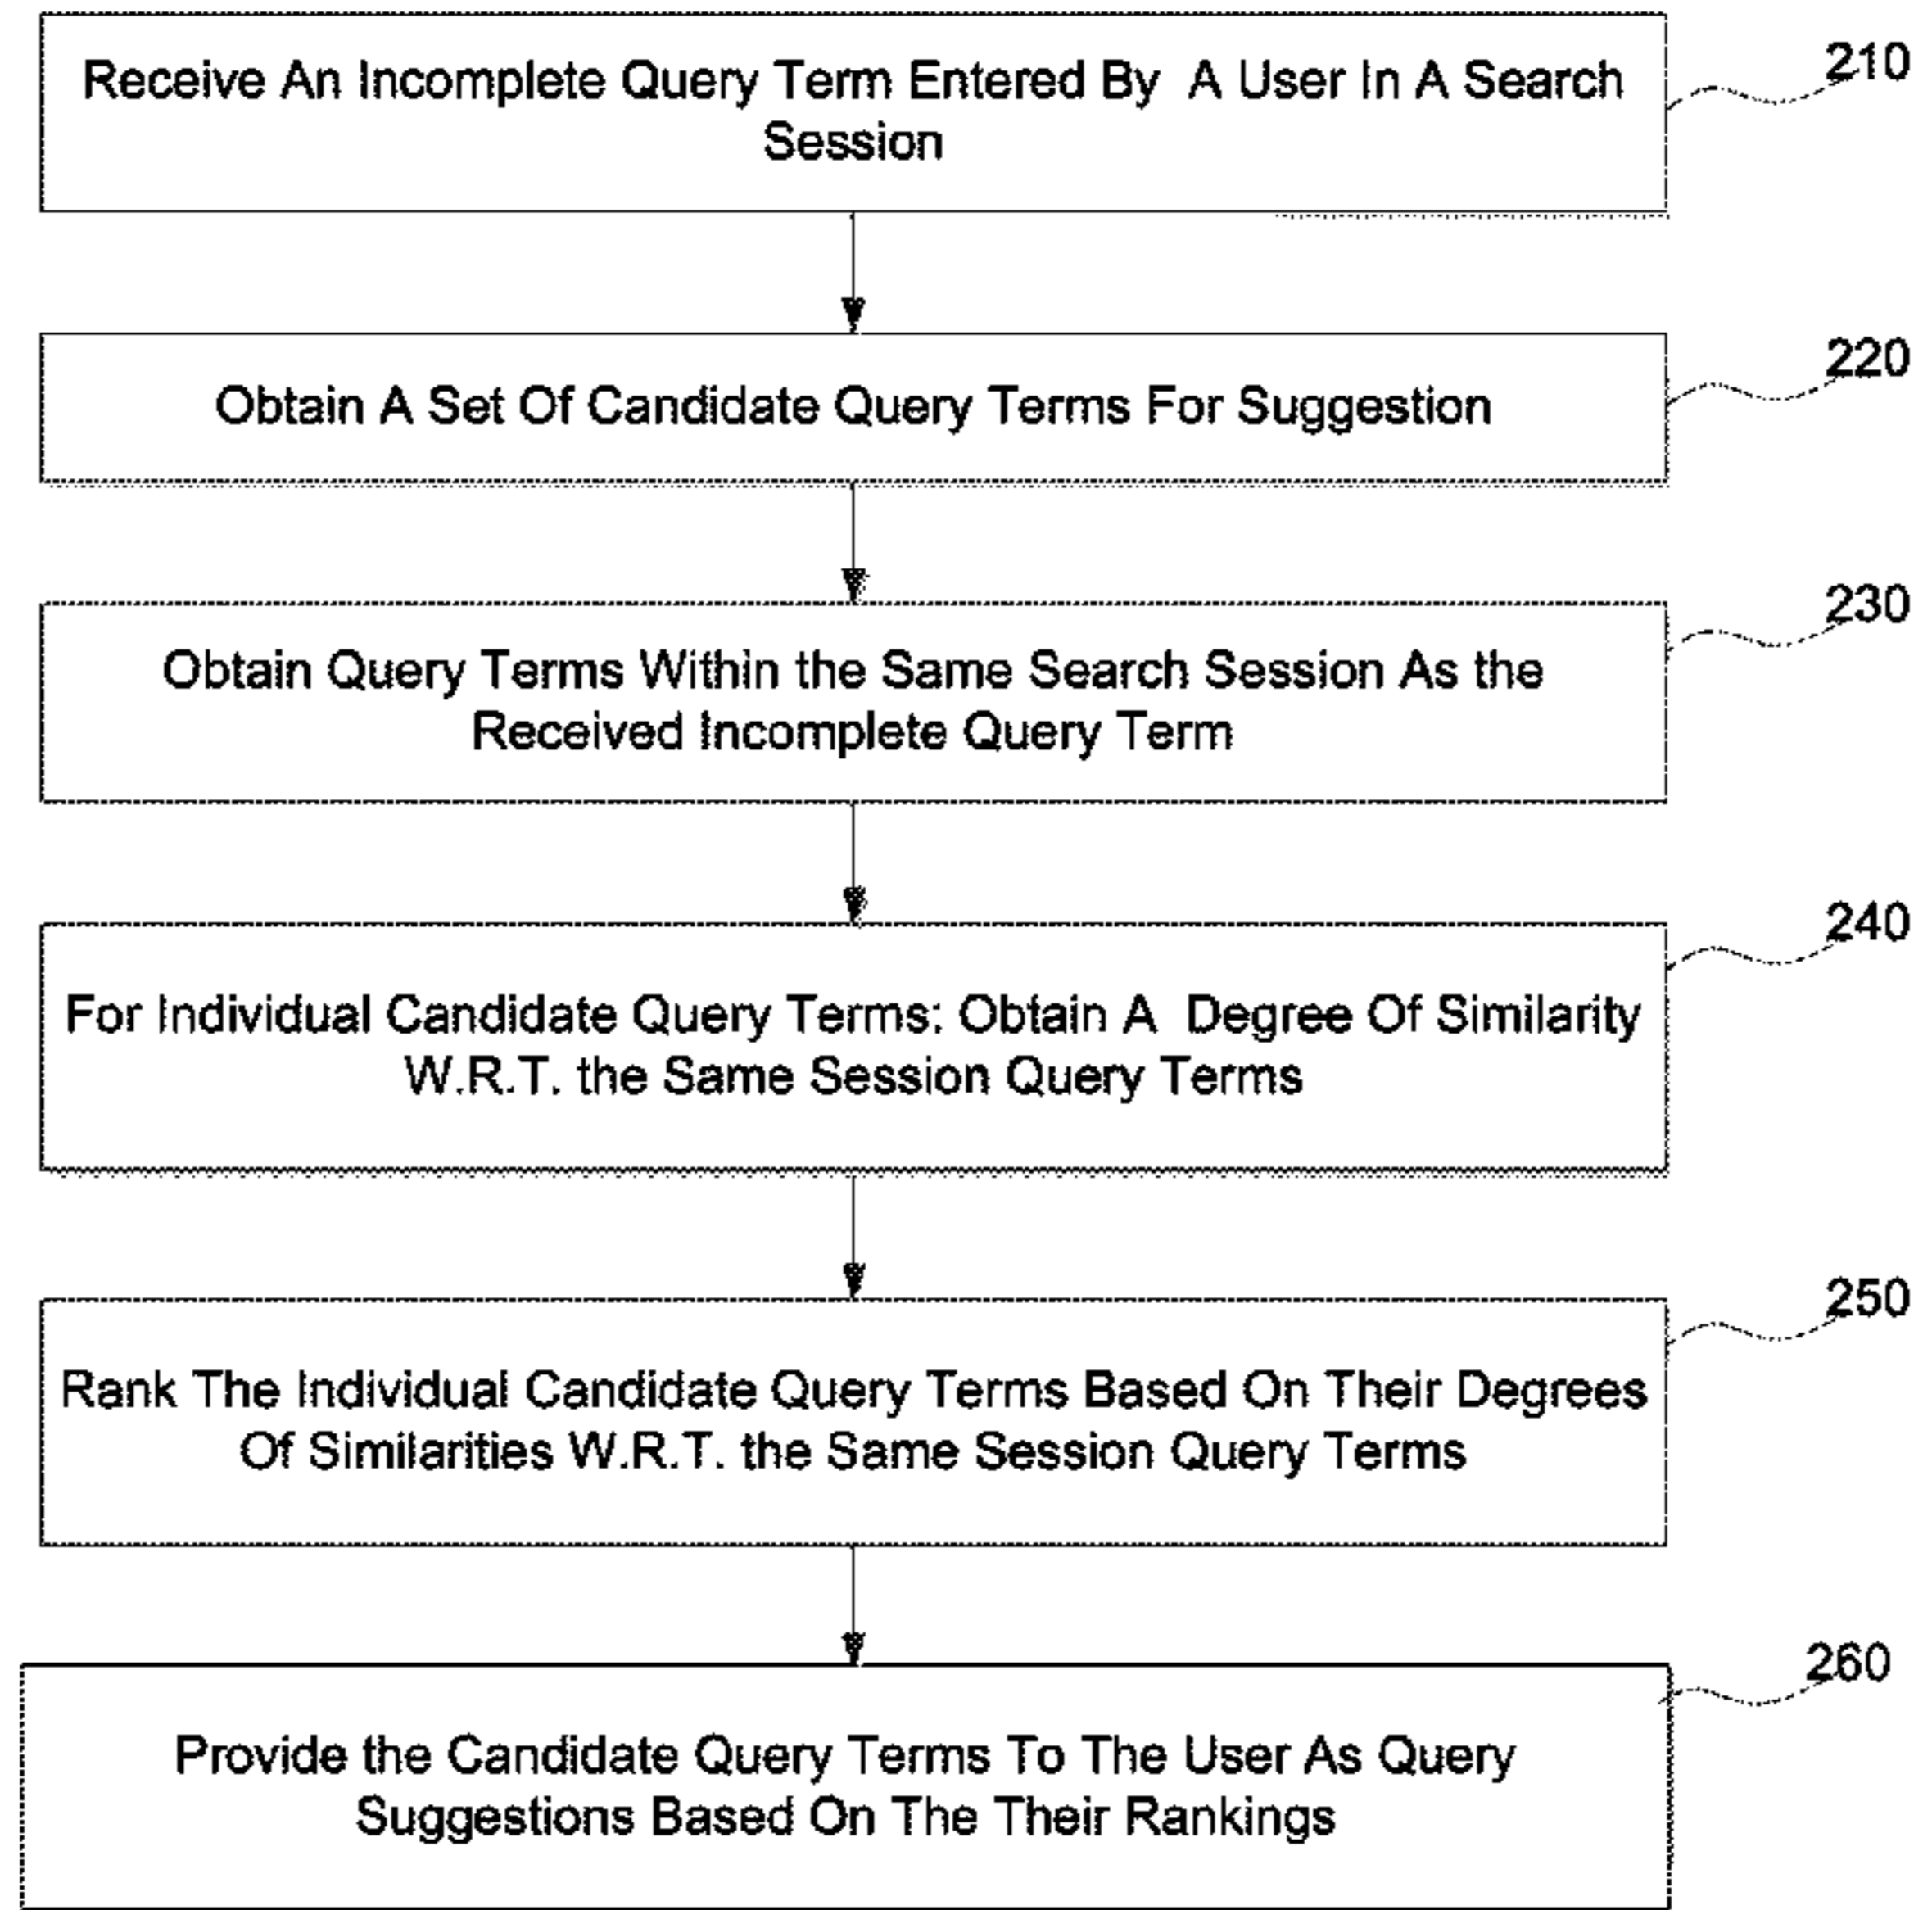 Receive An Incomplete Query Term Entered By A User In A Search
Session
210
Obtain A Set Of Candidate Query Terms For Suggestion
220
Obtain Query Terms Within the Same Search Session As the
Received Incomplete Query Term
230
For Individual Candidate Query Terms: Obtain A Degree Of Similarity
W.R.T. the Same Session Query Terms
240
Rank The Individual Candidate Query Terms Based On Their Degrees
Of Similarities W.R.T. the Same Session Query Terms
250
Provide the Candidate Query Terms To The User As Query
Suggestions Based On The Their Rankings
260